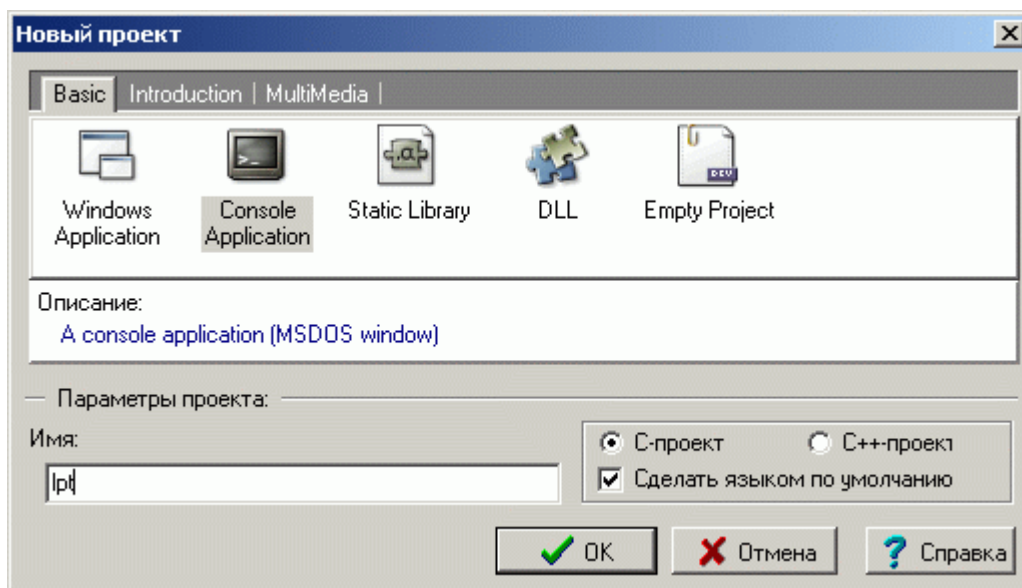 Новый проект
Basic | Introduction | MultiMedia |
Windows Application
Console Application
Static Library
DLL
Empty Project
Описание:
A console application (MSDOS window)
Параметры проекта:
Имя:
lpt
С-проект
С++-проект
Сделать языком по умолчанию
OK
Отмена
Справка